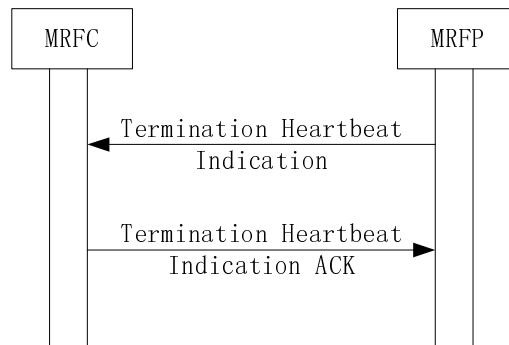 MRFC
MRFP
Termination Heartbeat
Indication
Termination Heartbeat
Indication ACK